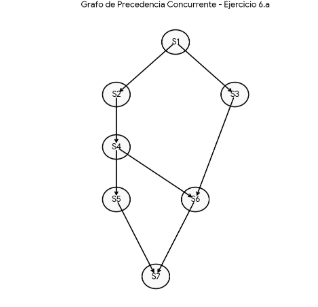 Grafo de Precedencia Concurrente - Ejercicio 6.a
S1
S2
S3
S4
S5
S6
S7